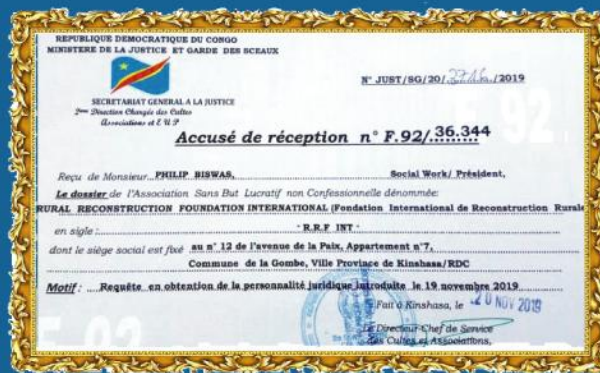 REPUBLIQUE DEMOCRATIQUE DU CONGO
MINISTERE DE LA JUSTICE ET GARDE DES SCEAUX
N° JUST/SG/20/ /2019
SECRETARIAT GENERAL A LA JUSTICE
2ème Direction Chargée des Cultes
Associations et E U P
Accusé de réception n° F.92/.36.344
Reçu de Monsieur PHILIP BISWAS, Social Work/ Président,
Le dossier de l'Association Sans But Lucratif non Confessionnelle dénommée:
RURAL RECONSTRUCTION FOUNDATION INTERNATIONAL (Fondation International de Reconstruction Rurale
en sigle : "R.R.F INT"
dont le siège social est fixé au n° 12 de l'avenue de la Paix, Appartement n°7,
Commune de la Gombe, Ville Province de Kinshasa/RDC
Motif : Requête en obtention de la personnalité juridique introduite le 19 novembre 2019
Fait à Kinshasa, le 20 NOV 2019
Le Directeur-Chef de Service
des Cultes et Associations,
F.92